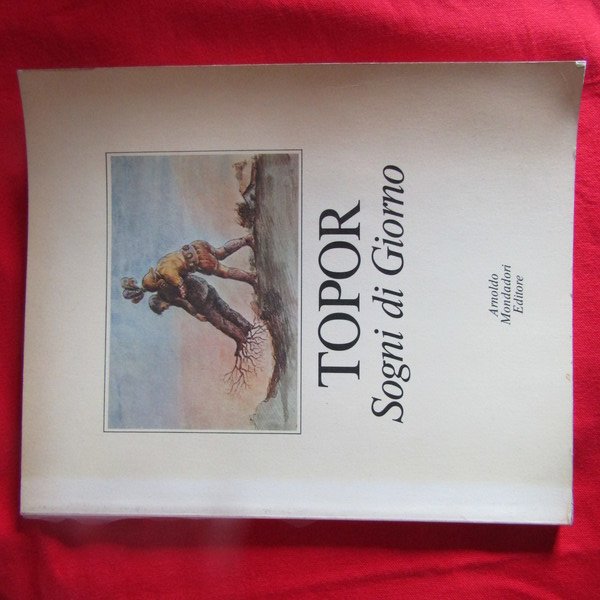 TOPOR
Sogni di Giorno
Arnoldo
Mondadori
Editore